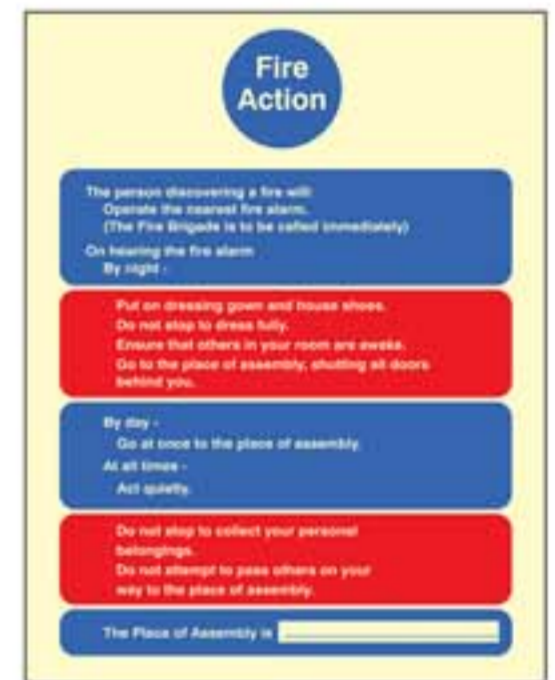 Fire
Action
The person discovering a fire will:
Operate the nearest fire alarm.
(The Fire Brigade is to be called immediately)
On hearing the fire alarm
By night -
Put on dressing gown and house shoes.
Do not stop to dress fully.
Ensure that others in your room are awake.
Go to the place of assembly, shutting all doors
behind you.
By day -
Go at once to the place of assembly.
At all times -
Act quietly.
Do not stop to collect your personal
belongings.
Do not attempt to pass others on your
way to the place of assembly.
The Place of Assembly is